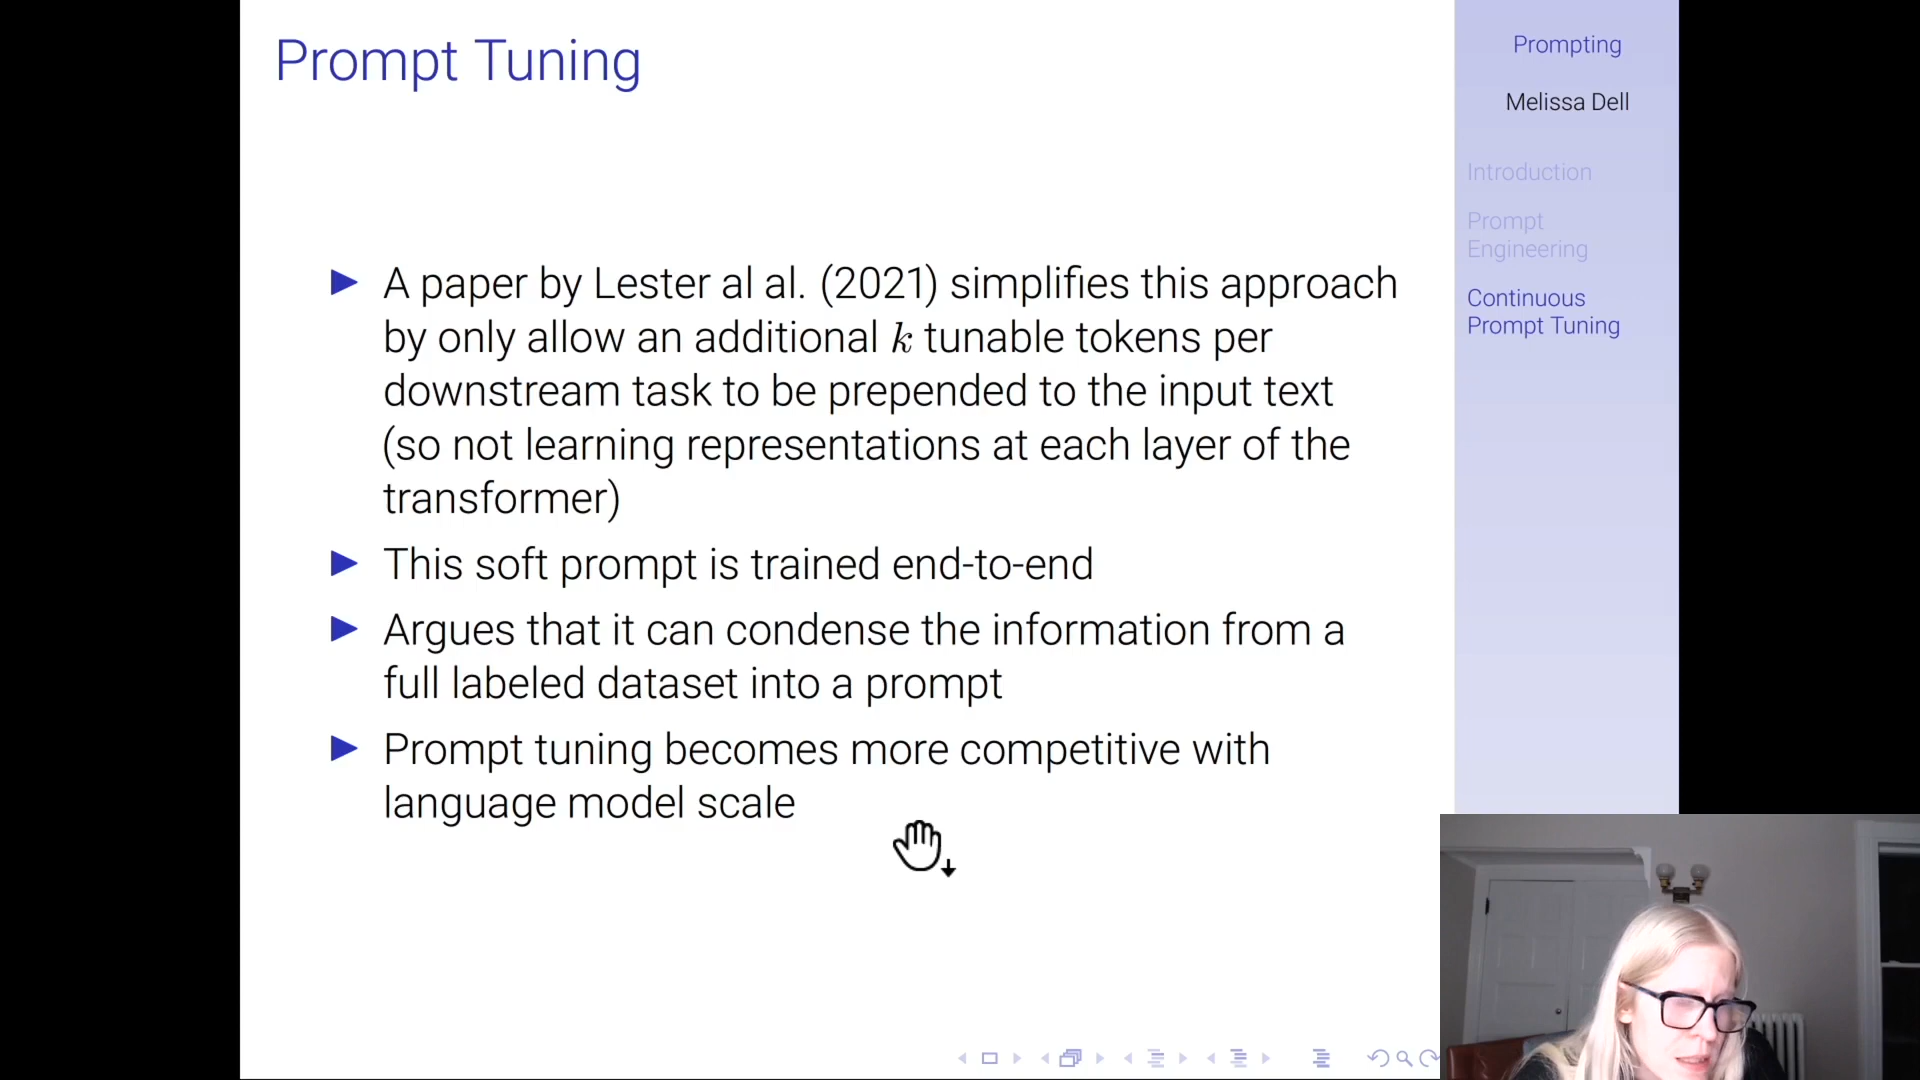 Prompt Tuning
A paper by Lester al al. (2021) simplifies this approach
by only allow an additional k tunable tokens per
downstream task to be prepended to the input text
(so not learning representations at each layer of the
transformer)
This soft prompt is trained end-to-end
Argues that it can condense the information from a
full labeled dataset into a prompt
Prompt tuning becomes more competitive with
language model scale
Prompting
Melissa Dell
Introduction
Prompt
Engineering
Continuous
Prompt Tuning